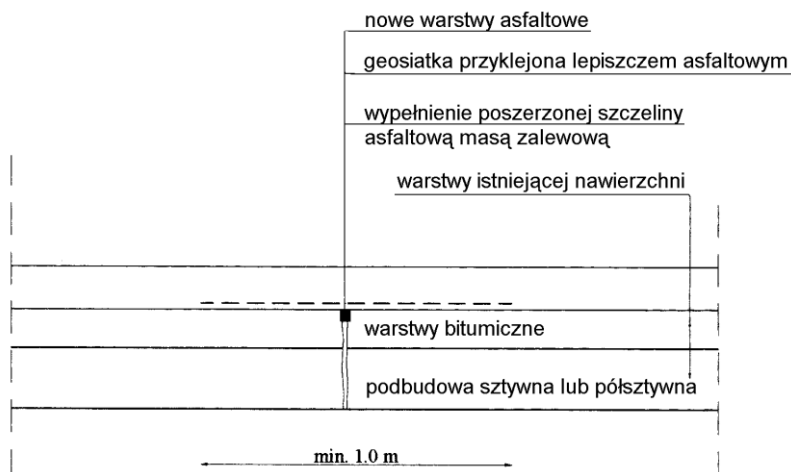 nowe warstwy asfaltowe
geosiatka przyklejona lepiszczem asfaltowym
wypełnienie poszerzonej szczeliny
asfaltową masą zalewową
warstwy istniejącej nawierzchni
warstwy bitumiczne
podbudowa sztywna lub półsztywna
min. 1.0 m